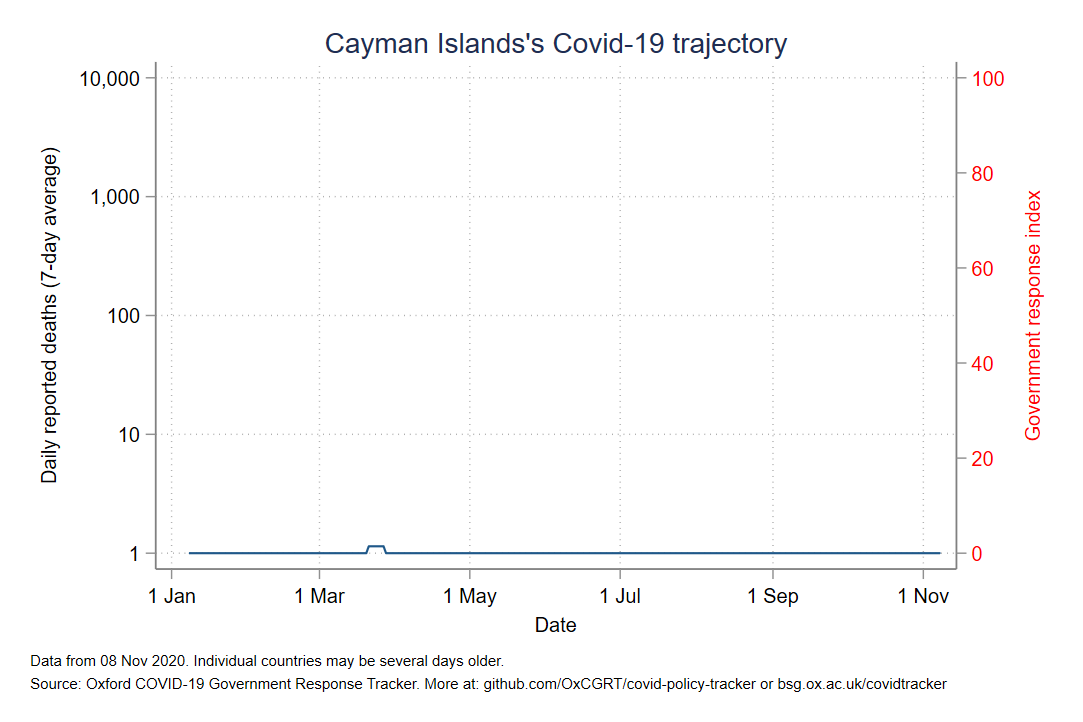 Cayman Islands's Covid-19 trajectory
10,000
1,000
100
10
1
Daily reported deaths (7-day average)
100
80
60
40
20
0
Government response index
1 Jan
1 Mar
1 May
1 Jul
1 Sep
1 Nov
Date
Data from 08 Nov 2020. Individual countries may be several days older.
Source: Oxford COVID-19 Government Response Tracker. More at: github.com/OxCGRT/covid-policy-tracker or bsg.ox.ac.uk/covidtracker